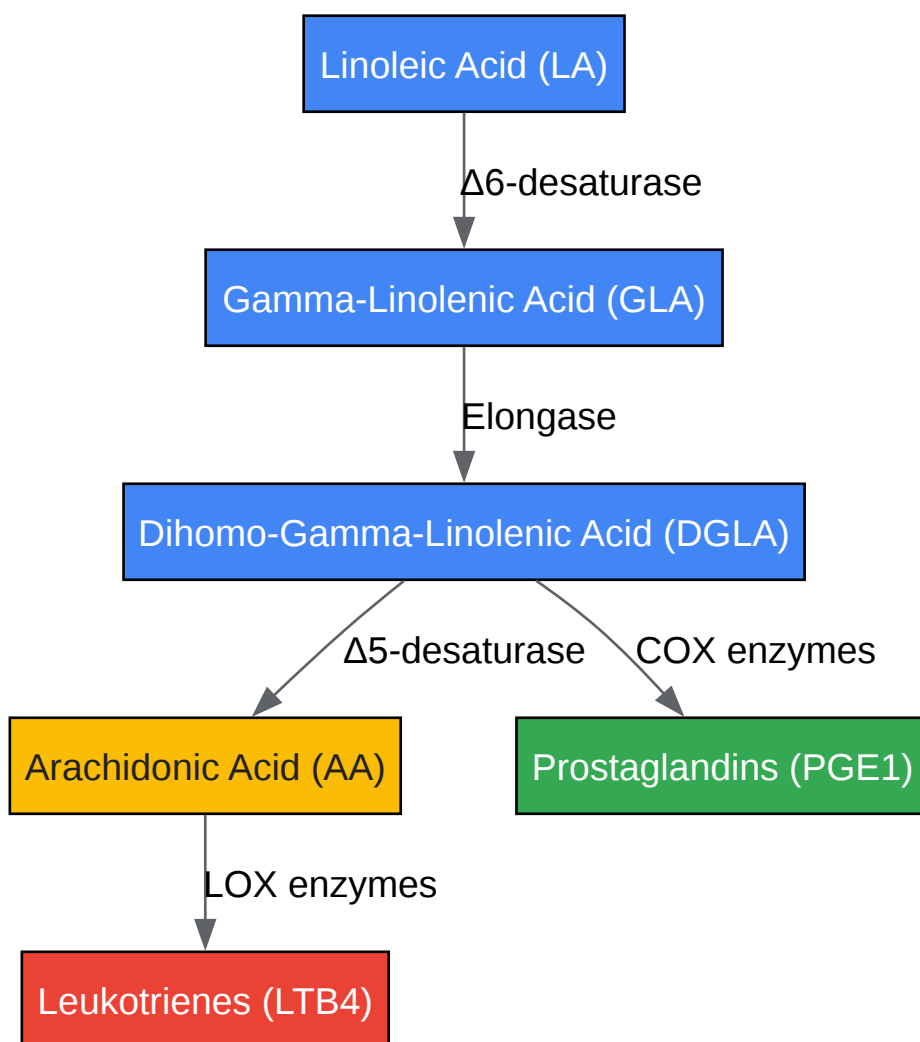 Linoleic Acid (LA)
Δ6-desaturase
Gamma-Linolenic Acid (GLA)
Elongase
Dihomo-Gamma-Linolenic Acid (DGLA)
Δ5-desaturase
COX enzymes
Arachidonic Acid (AA)
Prostaglandins (PGE1)
LOX enzymes
Leukotrienes (LTB4)